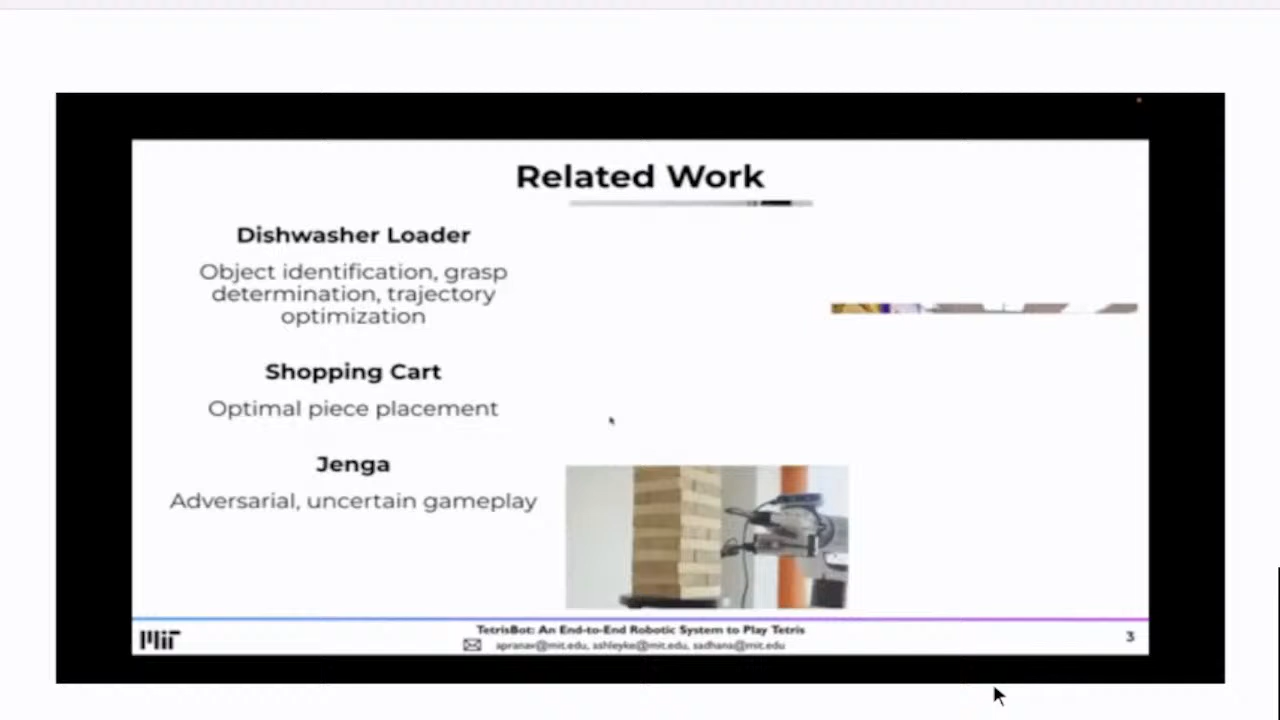 Related Work
Dishwasher Loader
Object identification, grasp
determination, trajectory
optimization
Shopping Cart
Optimal piece placement
Jenga
Adversarial, uncertain gameplay
MIT
TetrisBot: An End-to-End Robotic System to Play Tetris
apranav@mit.edu, ashleyke@mit.edu, sadhana@mit.edu
3